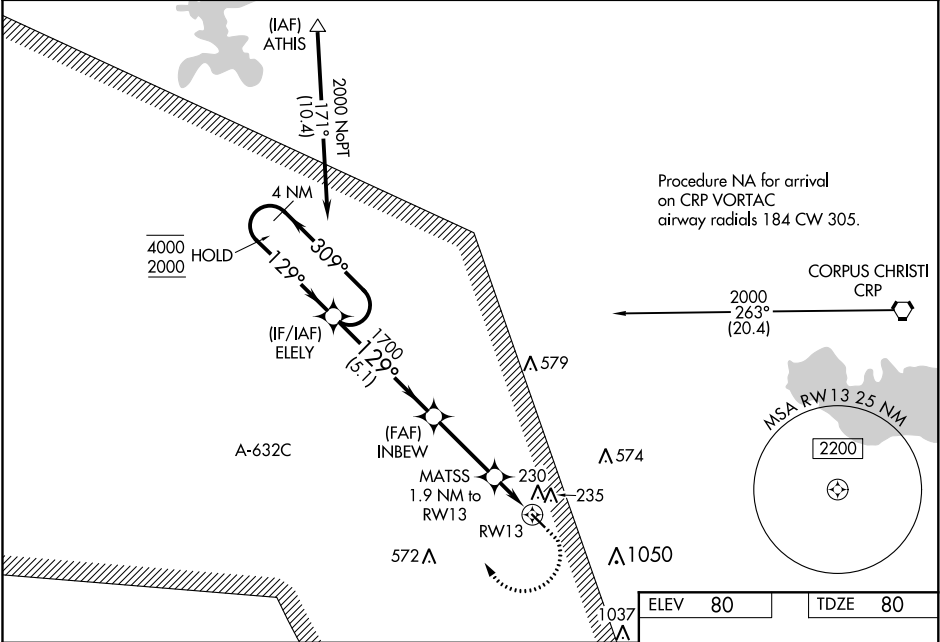 (IAF)
ATHIS
2000 NoPT
171°
(10.4)
Procedure NA for arrival
on CRP VORTAC
airway radials 184 CW 305.
4 NM
4000
2000
HOLD
309°
129°
CORPUS CHRISTI
CRP
2000
263°
(20.4)
(IF/IAF)
ELELY
1700
129°
(5.1)
579
(FAF)
INBEW
MSA RW13 25 NM
2200
A-632C
574
MATSS
1.9 NM to
RW13
230
235
RW13
572
1050
1037
ELEV 80
TDZE 80